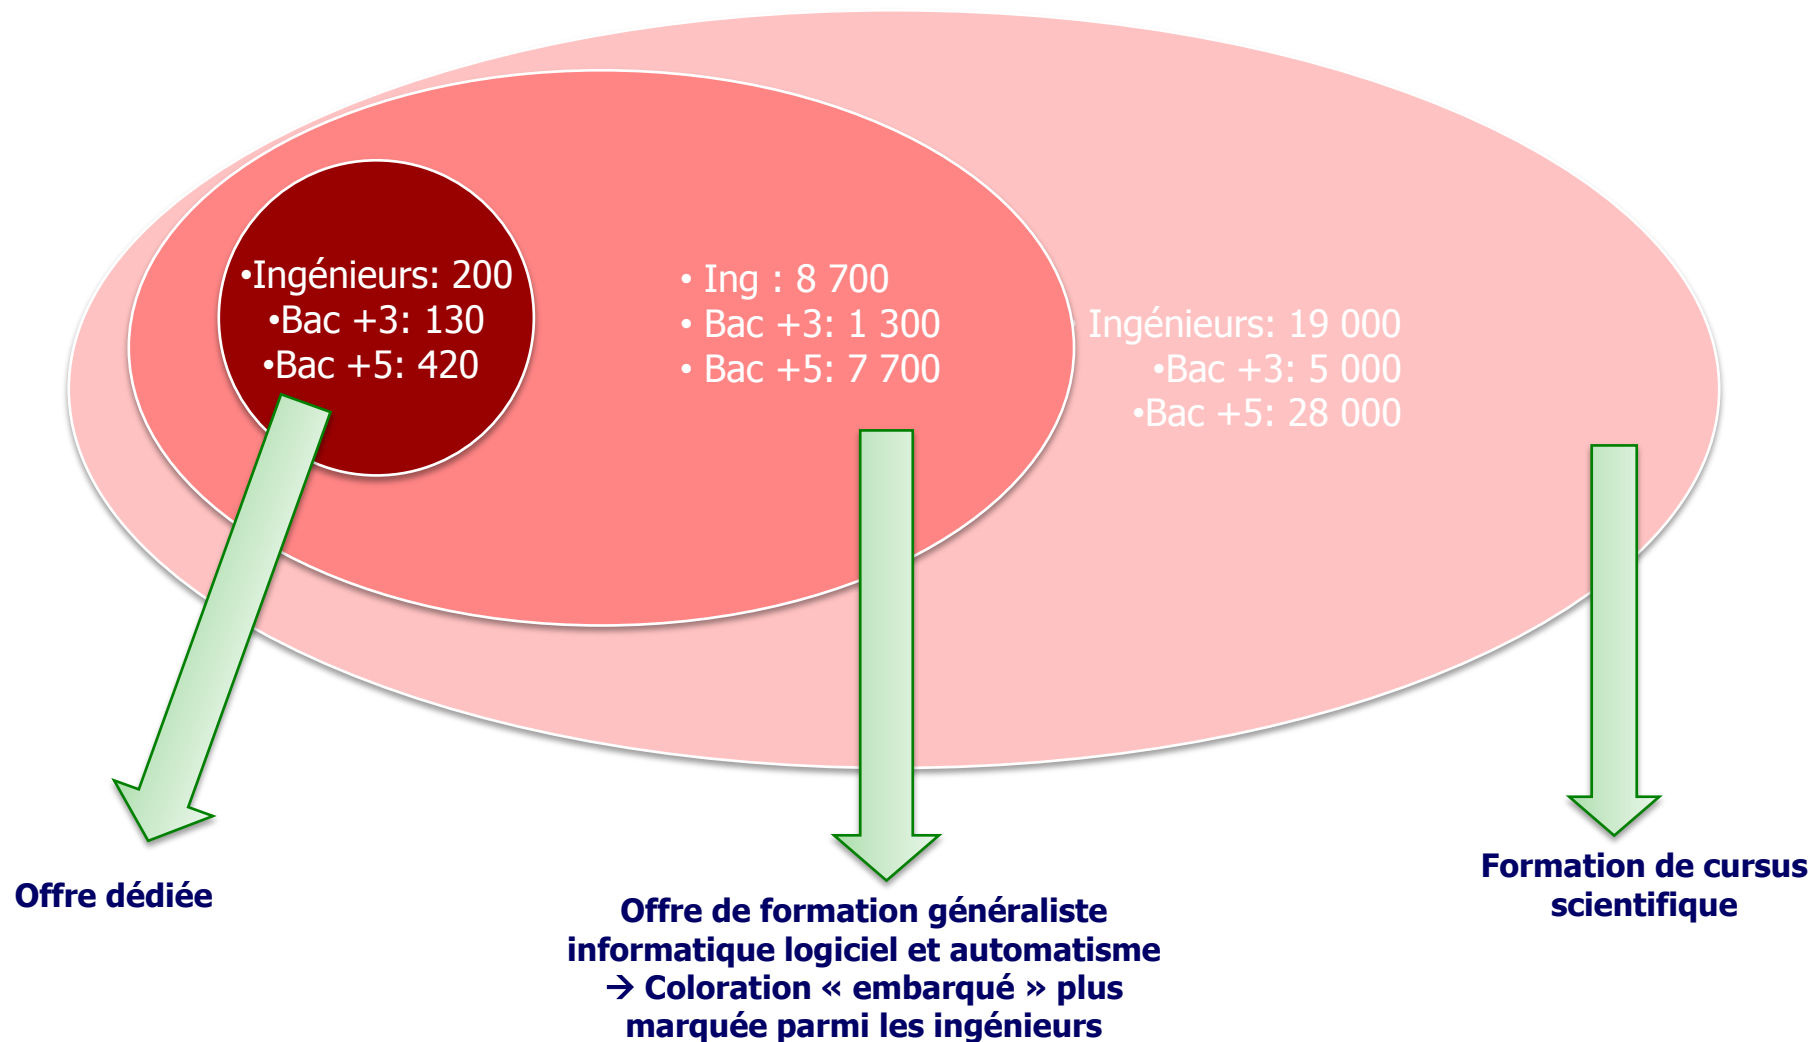 •Ingénieurs: 200
•Bac +3: 130
•Bac +5: 420
• Ing : 8 700
• Bac +3: 1 300
• Bac +5: 7 700
Ingénieurs: 19 000
•Bac +3: 5 000
•Bac +5: 28 000
Offre dédiée
Offre de formation généraliste
informatique logiciel et automatisme
→ Coloration « embarqué » plus
marquée parmi les ingénieurs
Formation de cursus
scientifique